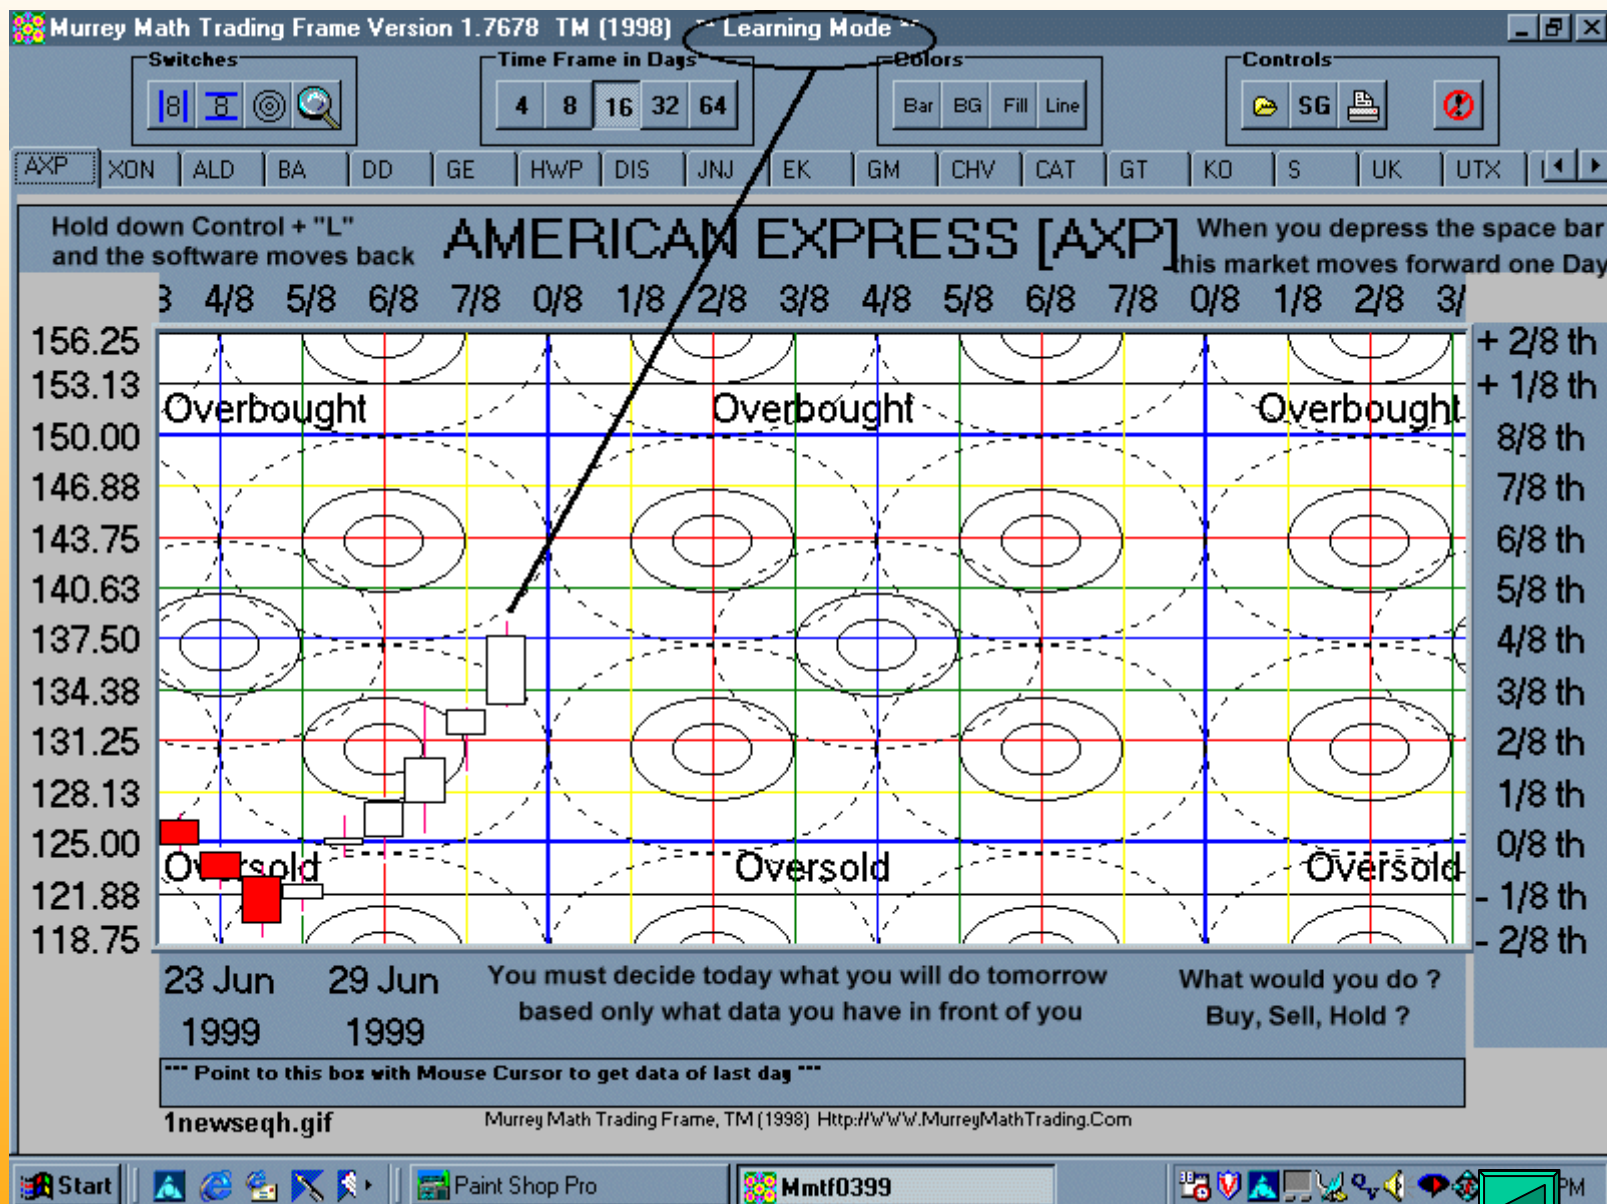 Murrey Math Trading Frame Version 1.7678 TM (1998) ** Learning Mode **
Switches
Time Frame in Days
Colors
Controls
8 8
4 8 16 32 64
Bar BG Fill Line
SG
AXP XON ALD BA DD GE HWP DIS JNJ EK GM CHV CAT GT KO S UK UTX
Hold down Control + "L"
and the software moves back
AMERICAN EXPRESS [AXP]
When you depress the space bar
this market moves forward one Day
8 4/8 5/8 6/8 7/8 0/8 1/8 2/8 3/8 4/8 5/8 6/8 7/8 0/8 1/8 2/8 3/
156.25 + 2/8 th
153.13 + 1/8 th
Overbought Overbought Overbought
150.00 8/8 th
146.88 7/8 th
143.75 6/8 th
140.63 5/8 th
137.50 4/8 th
134.38 3/8 th
131.25 2/8 th
128.13 1/8 th
125.00 0/8 th
Oversold Oversold Oversold
121.88 - 1/8 th
118.75 - 2/8 th
23 Jun 29 Jun
1999 1999
You must decide today what you will do tomorrow
based only what data you have in front of you
What would you do ?
Buy, Sell, Hold ?
*** Point to this box with Mouse Cursor to get data of last day ***
1newseqh.gif
Murrey Math Trading Frame, TM (1998) Http://WWW.MurreyMathTrading.Com
Start
Paint Shop Pro
Mmtf0399
PM